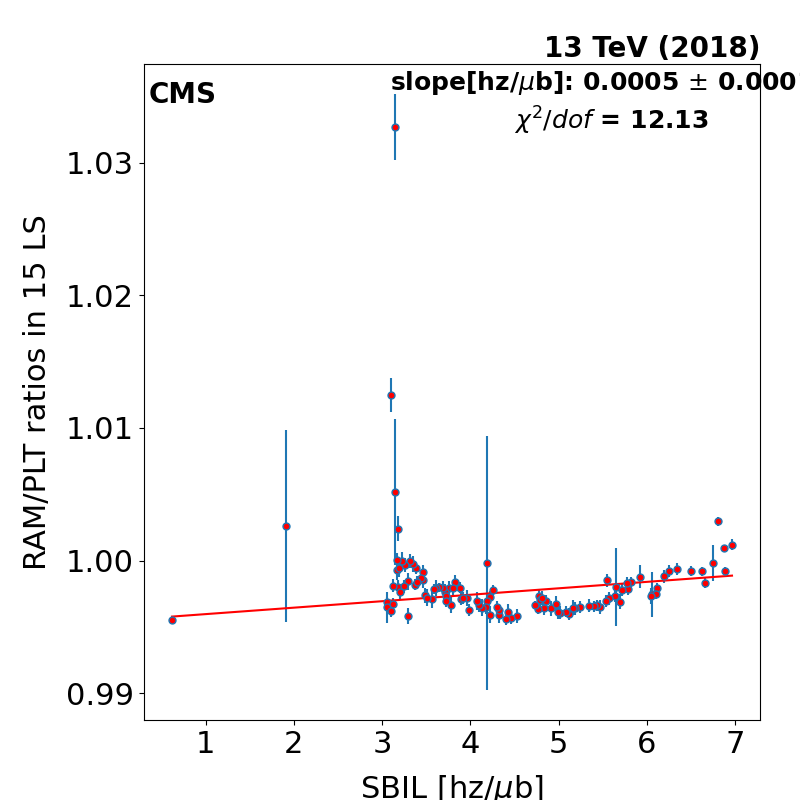 13 TeV (2018)
CMS
slope[hz/μb]: 0.0005 ± 0.000
χ²/dof = 12.13
RAM/PLT ratios in 15 LS
1.03
1.02
1.01
1.00
0.99
1 2 3 4 5 6 7
SBIL [hz/μb]